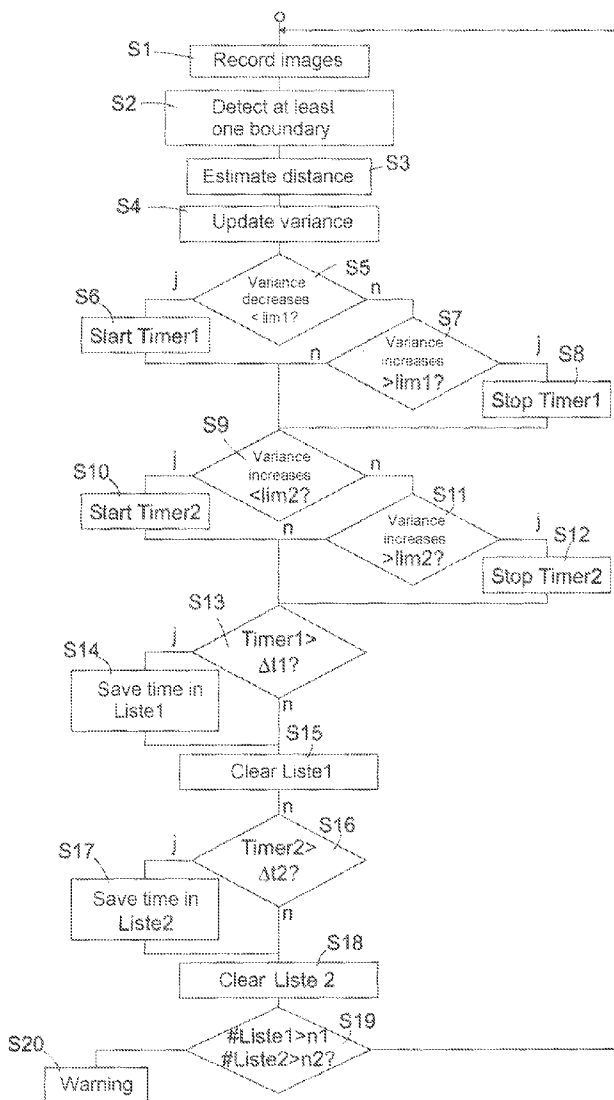 S1
Record images
S2
Detect at least
one boundary
S3
Estimate distance
S4
Update variance
S5
Variance
decreases
< lim1?
j
n
S6
Start Timer1
S7
Variance
increases
>lim1?
n
j
S8
Stop Timer1
S9
Variance
increases
<lim2?
j
n
S10
Start Timer2
S11
Variance
increases
>lim2?
n
j
S12
Stop Timer2
S13
Timer1>
Δt1?
j
n
S14
Save time in
Liste1
S15
Clear Liste1
n
S16
Timer2>
Δt2?
j
n
S17
Save time in
Liste2
S18
Clear Liste 2
S19
#Liste1>n1
#Liste2>n2?
S20
Warning